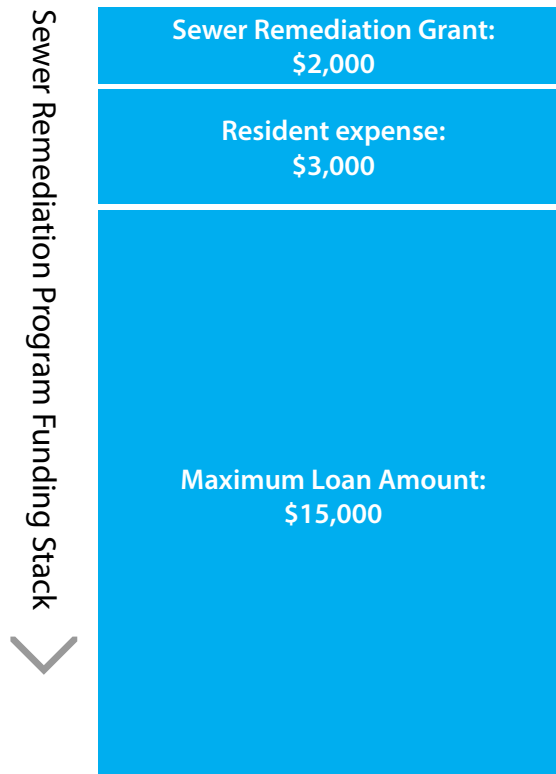 Sewer Remediation Program Funding Stack
Sewer Remediation Grant:
$2,000
Resident expense:
$3,000
Maximum Loan Amount:
$15,000